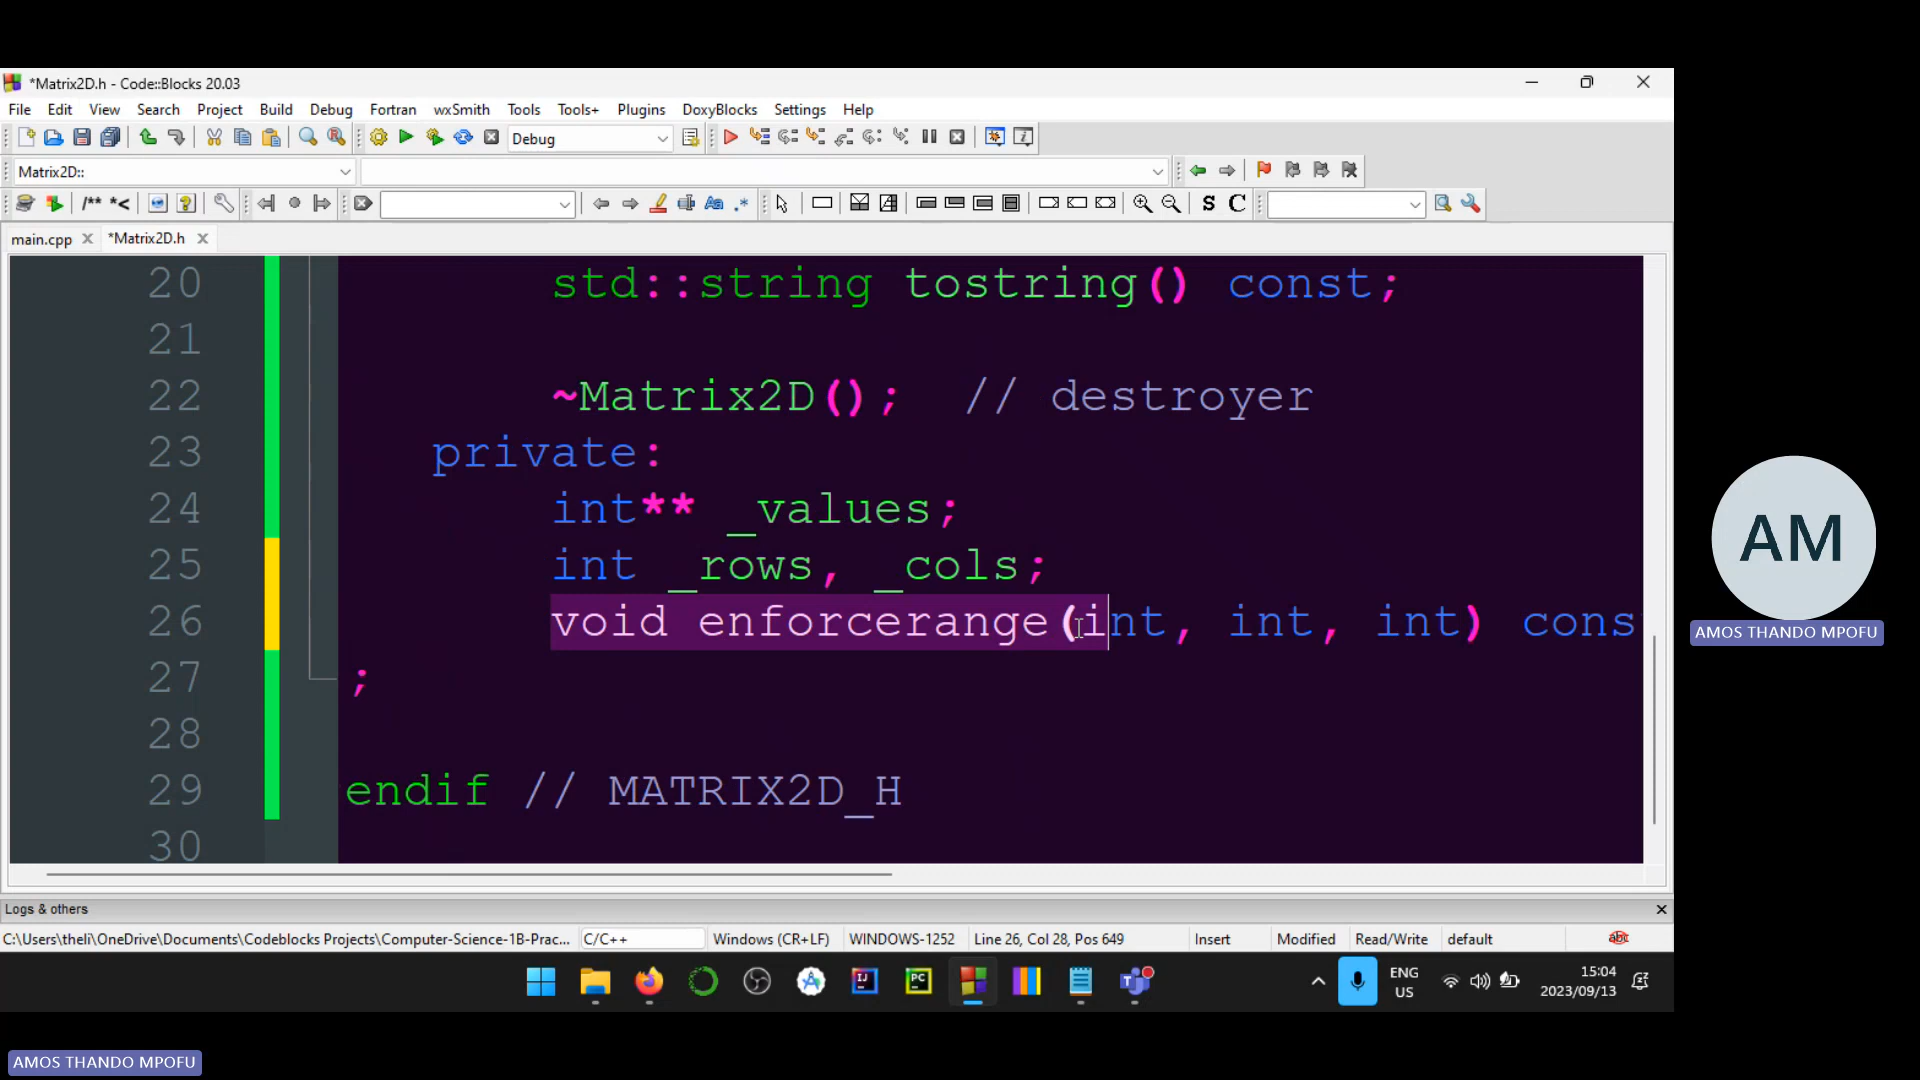 *Matrix2D.h - Code::Blocks 20.03
File Edit View Search Project Build Debug Fortran wxSmith Tools Tools+ Plugins DoxyBlocks Settings Help
Debug
Matrix2D::
/** *< Aa .* S C
main.cpp *Matrix2D.h
20 std::string tostring() const;
21
22 ~Matrix2D(); // destroyer
23 private:
24 int** _values;
25 int _rows, _cols;
26 void enforcerange(int, int, int) cons
27 ;
28
29 endif // MATRIX2D_H
30
AM
AMOS THANDO MPOFU
Logs & others
C:\Users\theli\OneDrive\Documents\Codeblocks Projects\Computer-Science-1B-Prac... C/C++ Windows (CR+LF) WINDOWS-1252 Line 26, Col 28, Pos 649 Insert Modified Read/Write default abc
IJ PC ENG US 15:04 2023/09/13
AMOS THANDO MPOFU